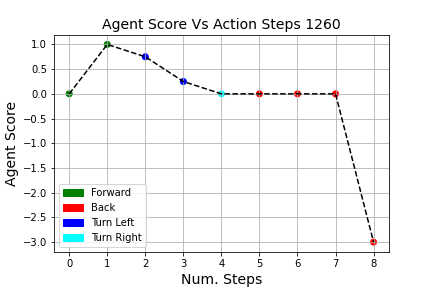 Agent Score Vs Action Steps 1260
Agent Score
1.0
0.5
0.0
−0.5
−1.0
−1.5
−2.0
−2.5
−3.0
Forward
Back
Turn Left
Turn Right
0 1 2 3 4 5 6 7 8
Num. Steps